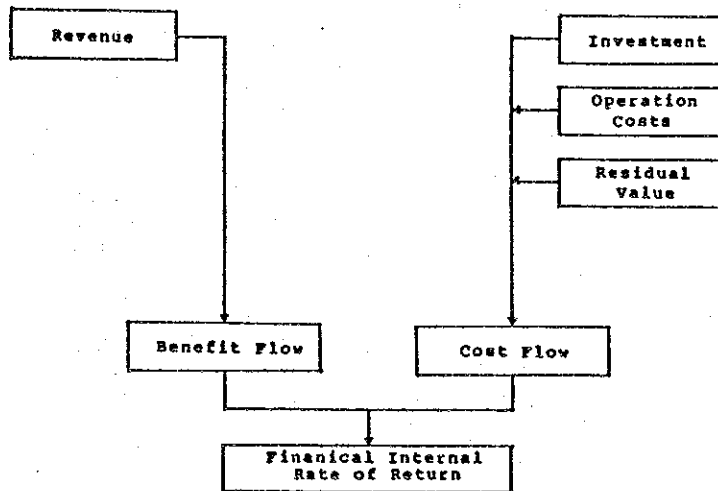 Revenue
Investment
Operation
Costs
Residual
Value
Benefit Flow
Cost Flow
Finanical Internal
Rate of Return